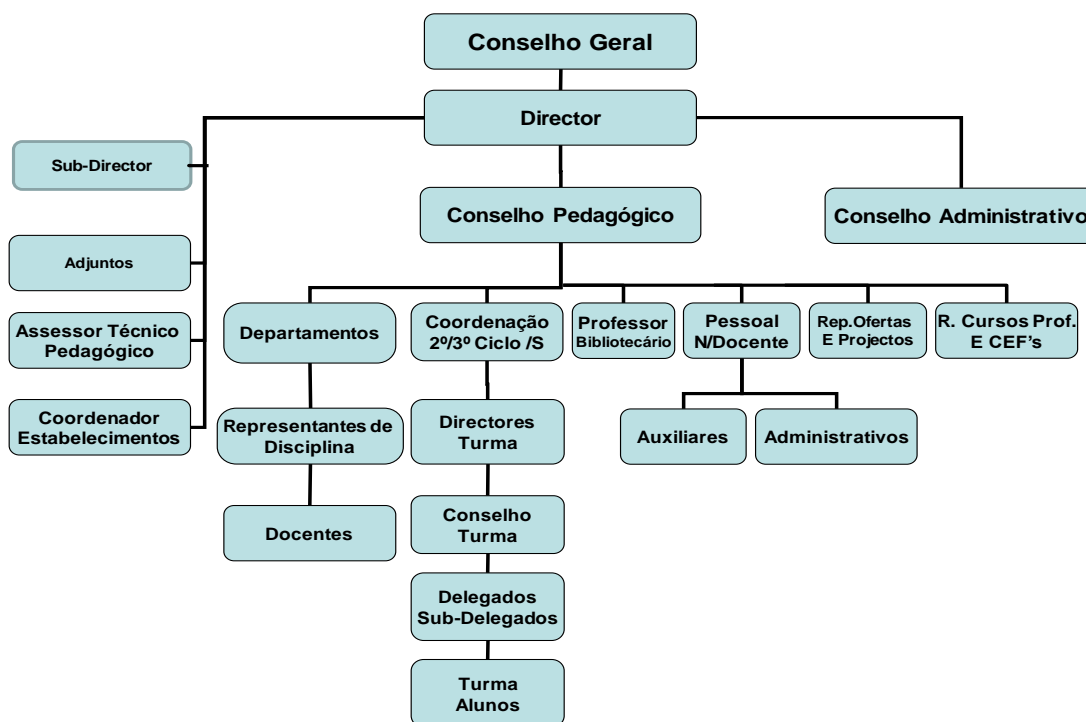 Conselho Geral
Director
Sub-Director
Conselho Pedagógico
Conselho Administrativo
Adjuntos
Assessor Técnico
Pedagógico
Coordenador
Estabelecimentos
Departamentos
Coordenação
2º/3º Ciclo /S
Professor
Bibliotecário
Pessoal
N/Docente
Rep.Ofertas
E Projectos
R. Cursos Prof.
E CEF's
Representantes de
Disciplina
Directores
Turma
Auxiliares
Administrativos
Docentes
Conselho
Turma
Delegados
Sub-Delegados
Turma
Alunos